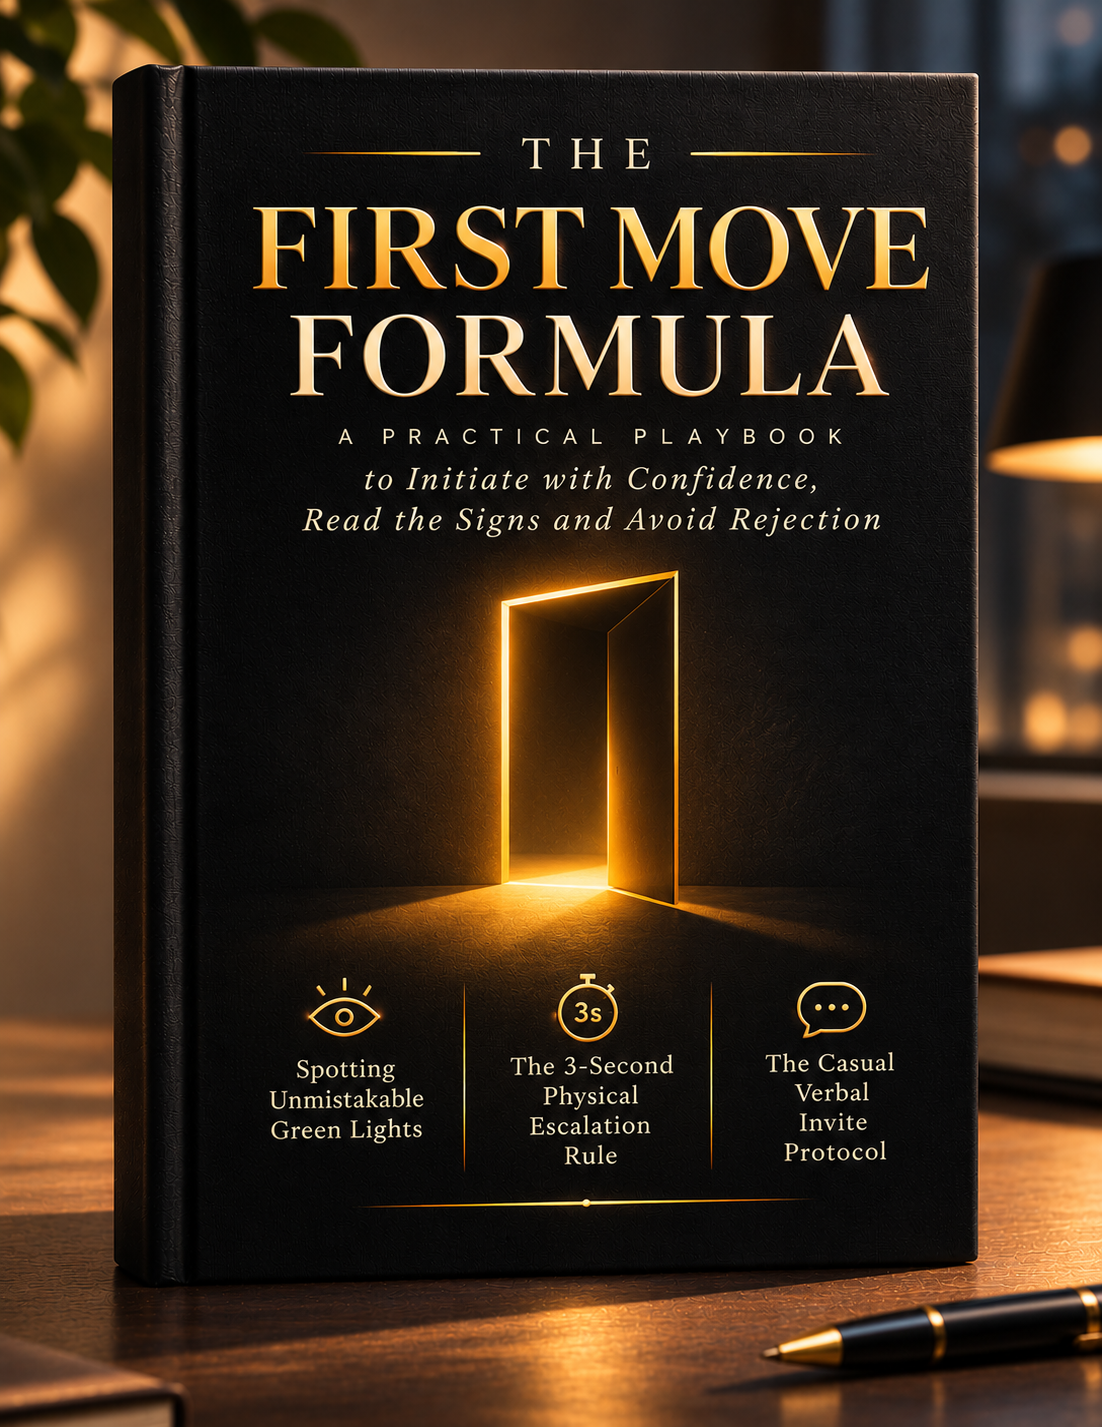 THE
FIRST MOVE
FORMULA
A PRACTICAL PLAYBOOK
to Initiate with Confidence,
Read the Signs and Avoid Rejection
Spotting
Unmistakable
Green Lights
3s
The 3-Second
Physical
Escalation
Rule
The Casual
Verbal
Invite
Protocol